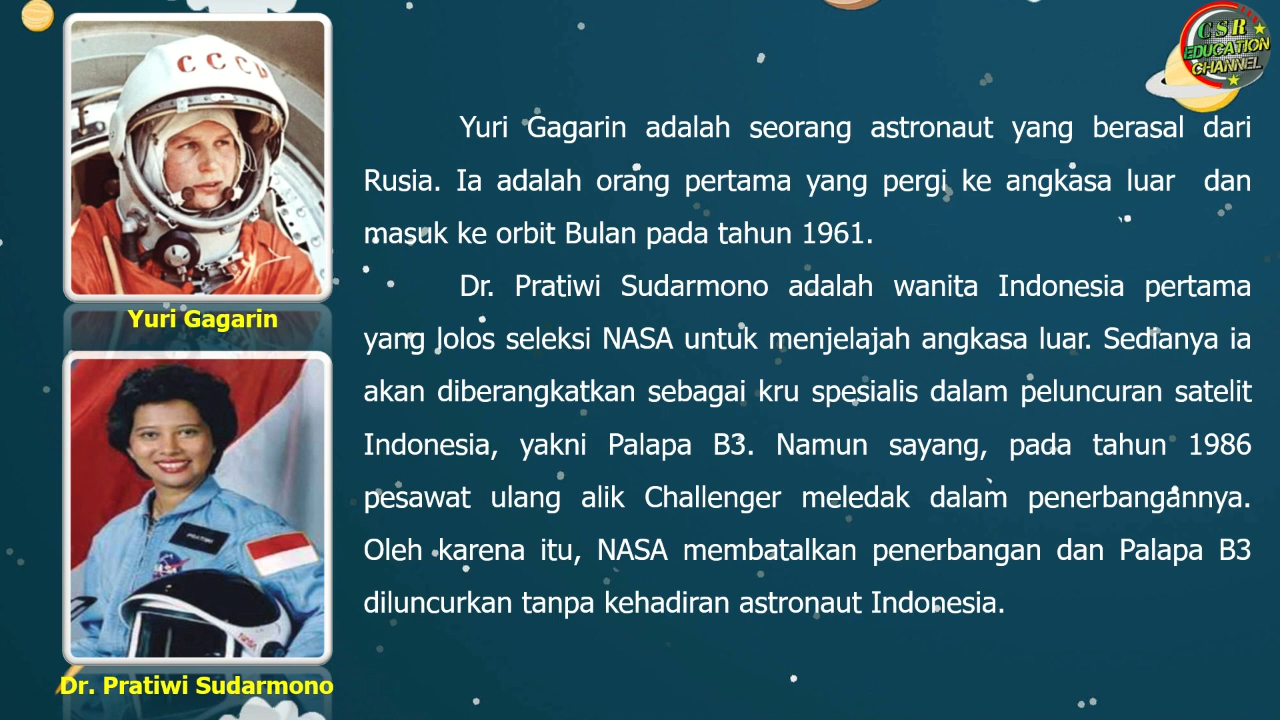 CCCP
CSR
EDUCATION
CHANNEL
Yuri Gagarin adalah seorang astronaut yang berasal dari
Rusia. Ia adalah orang pertama yang pergi ke angkasa luar dan
masuk ke orbit Bulan pada tahun 1961.
Dr. Pratiwi Sudarmono adalah wanita Indonesia pertama
yang lolos seleksi NASA untuk menjelajah angkasa luar. Sedianya ia
akan diberangkatkan sebagai kru spesialis dalam peluncuran satelit
Indonesia, yakni Palapa B3. Namun sayang, pada tahun 1986
pesawat ulang alik Challenger meledak dalam penerbangannya.
Oleh karena itu, NASA membatalkan penerbangan dan Palapa B3
diluncurkan tanpa kehadiran astronaut Indonesia.
Yuri Gagarin
PRATIWI
NASA
NASA
Dr. Pratiwi Sudarmono